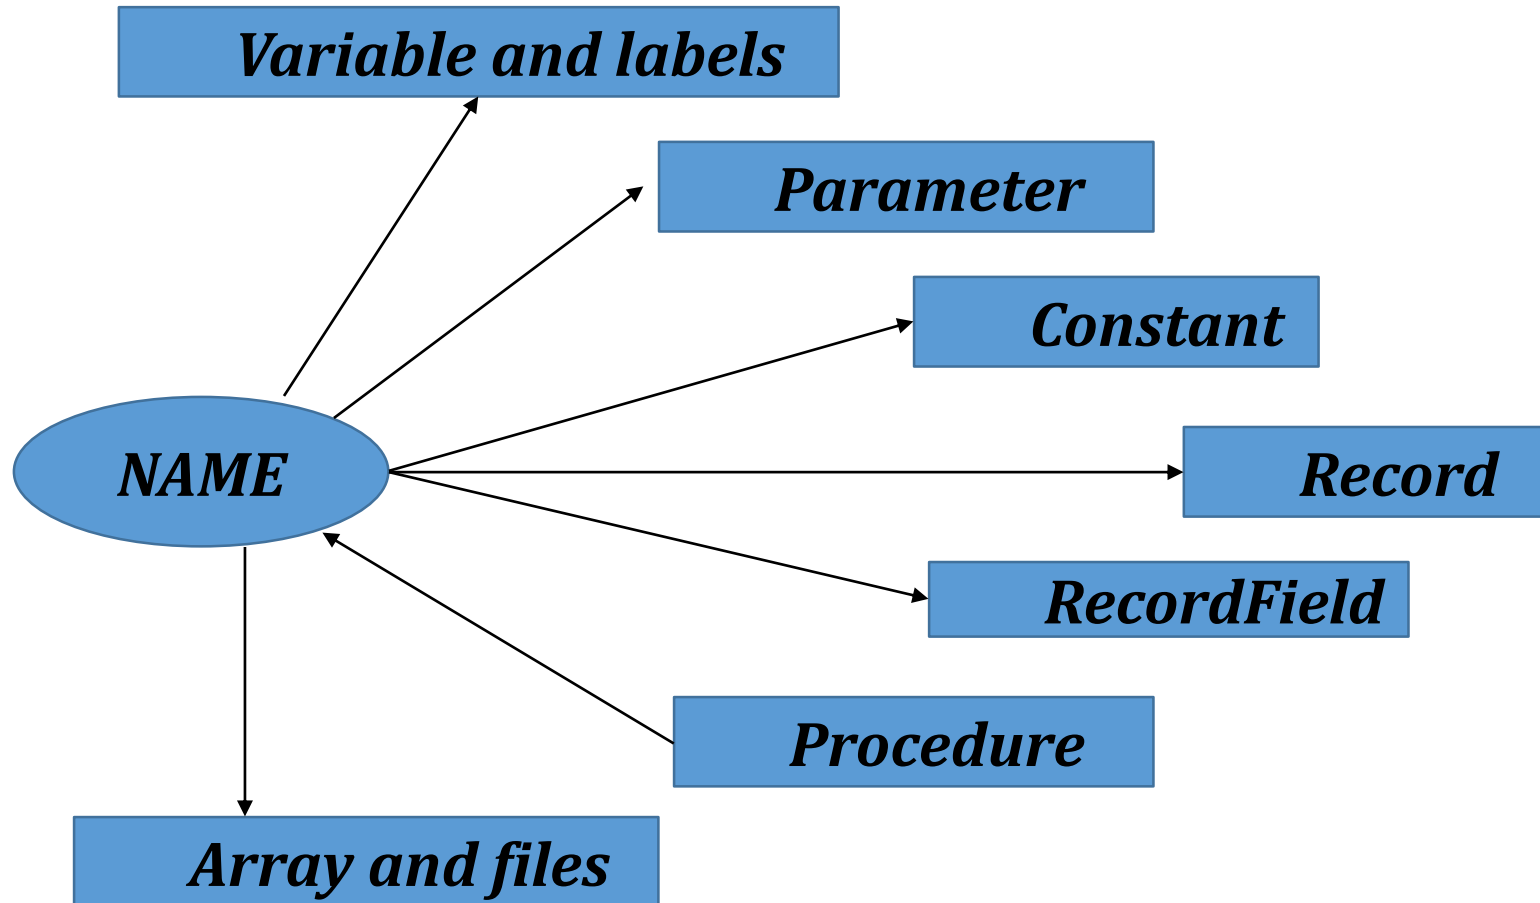 Variable and labels
Parameter
Constant
NAME
Record
RecordField
Procedure
Array and files